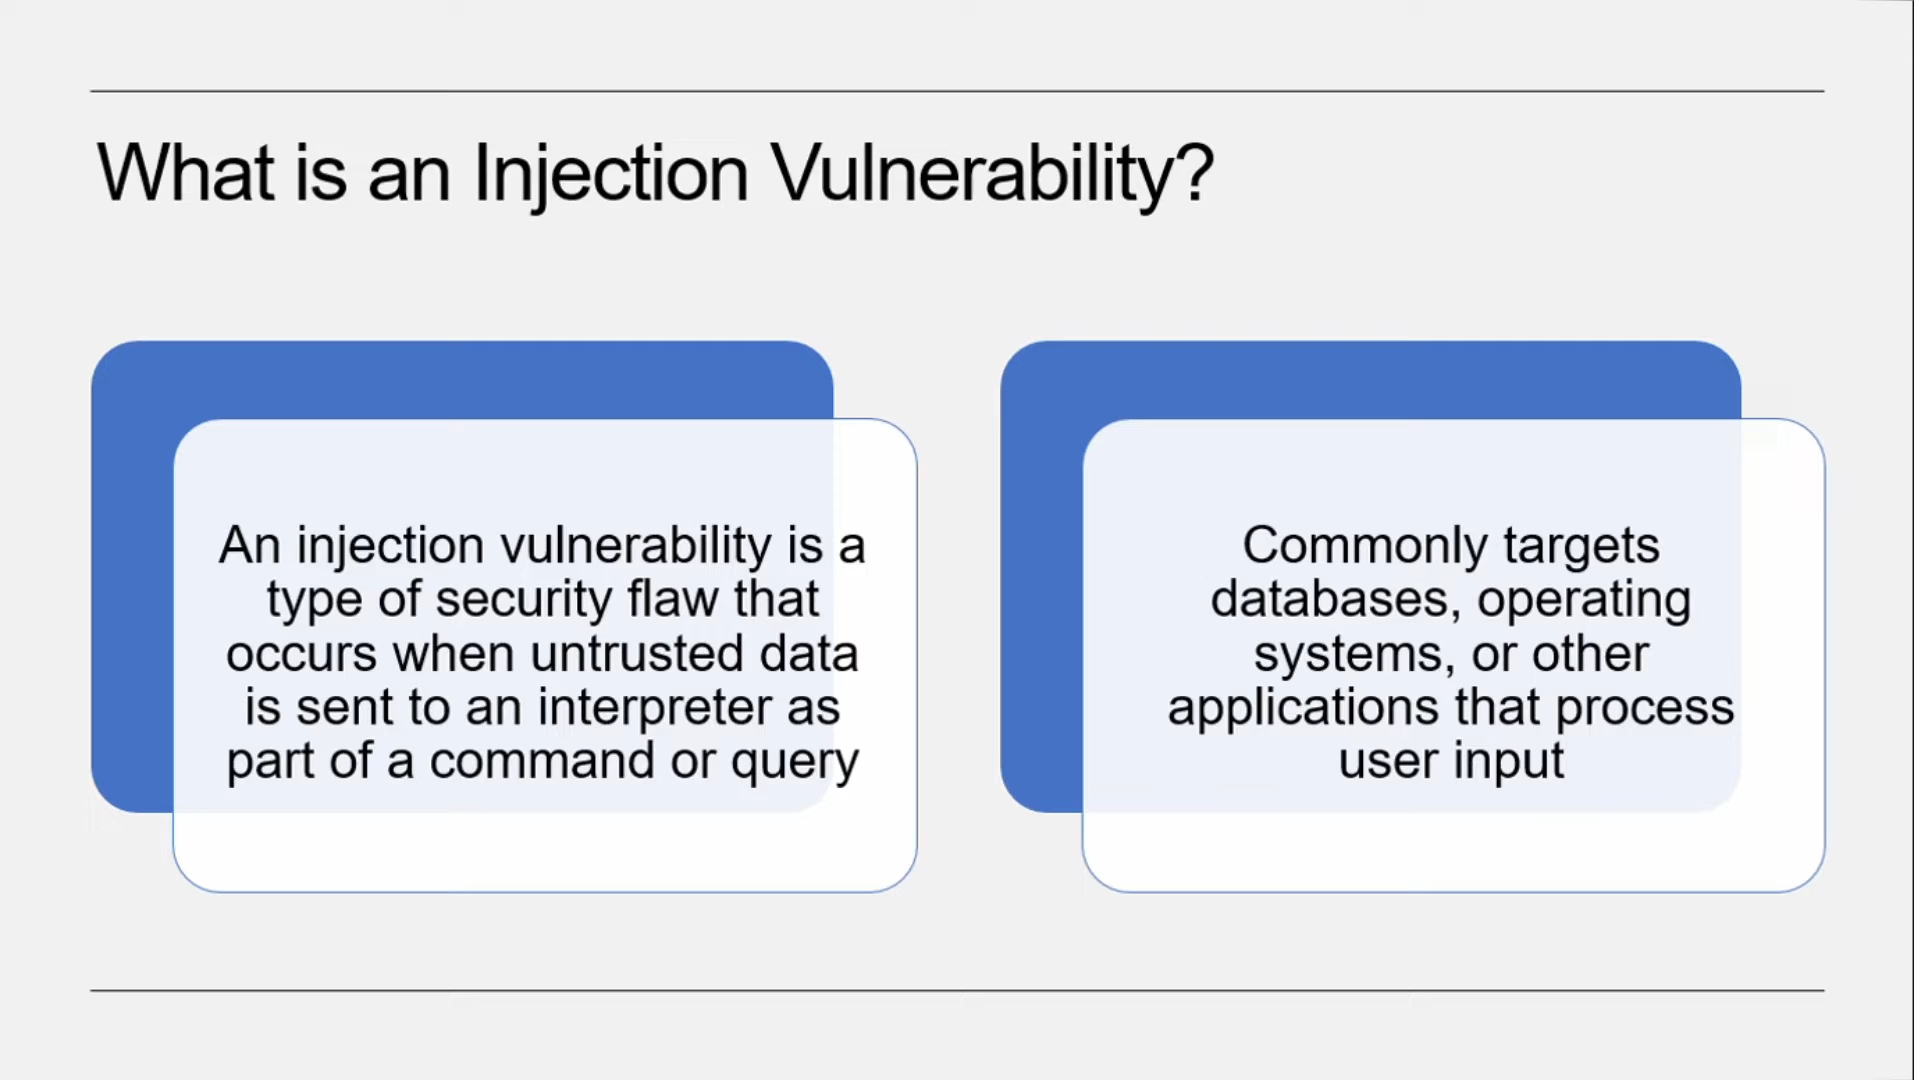 What is an Injection Vulnerability?
An injection vulnerability is a
type of security flaw that
occurs when untrusted data
is sent to an interpreter as
part of a command or query
Commonly targets
databases, operating
systems, or other
applications that process
user input